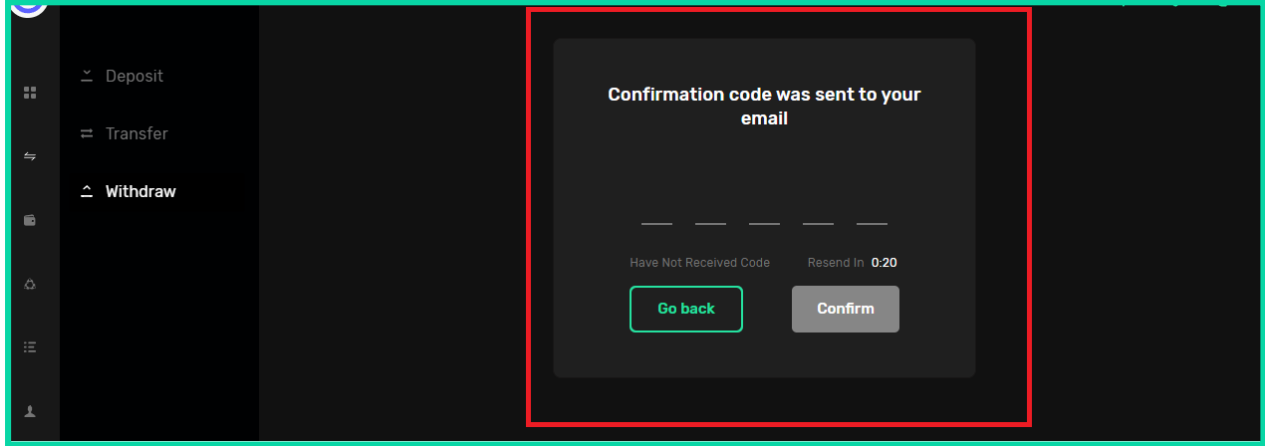 Deposit
Transfer
Withdraw
Confirmation code was sent to your
email
Have Not Received Code Resend In 0:20
Go back Confirm